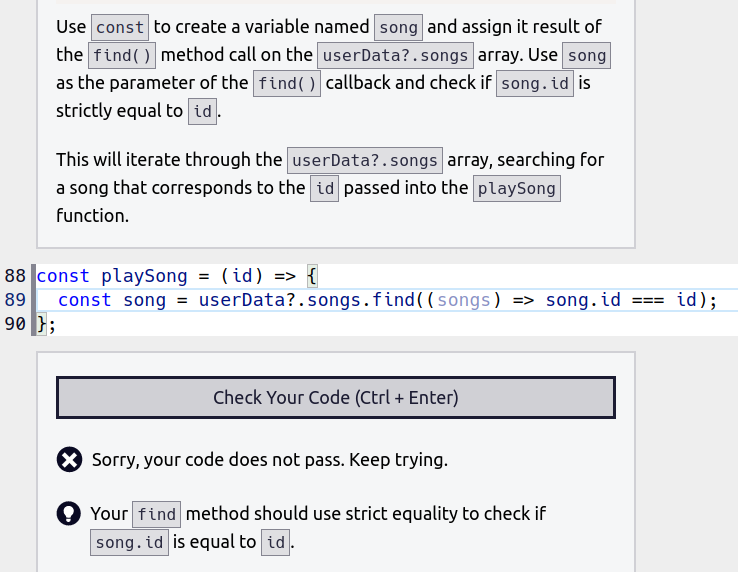 Use const to create a variable named song and assign it result of
the find() method call on the userData?.songs array. Use song
as the parameter of the find() callback and check if song.id is
strictly equal to id.
This will iterate through the userData?.songs array, searching for
a song that corresponds to the id passed into the playSong
function.
88 const playSong = (id) => {
89 const song = userData?.songs.find((songs) => song.id === id);
90 };
Check Your Code (Ctrl + Enter)
Sorry, your code does not pass. Keep trying.
Your find method should use strict equality to check if
song.id is equal to id.